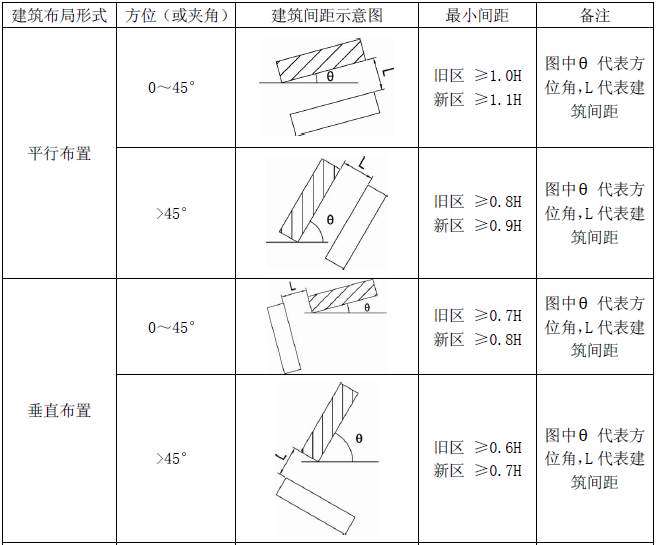 建筑布局形式 方位（或夹角） 建筑间距示意图 最小间距 备注
平行布置
0～45°
θ
L
旧区 ≥1.0H
新区 ≥1.1H
图中θ 代表方
位角,L 代表建
筑间距
>45°
θ
L
旧区 ≥0.8H
新区 ≥0.9H
图中θ 代表方
位角,L 代表建
筑间距
垂直布置
0～45°
L
θ
旧区 ≥0.7H
新区 ≥0.8H
图中θ 代表方
位角,L 代表建
筑间距
>45°
θ
L
旧区 ≥0.6H
新区 ≥0.7H
图中θ 代表方
位角,L 代表建
筑间距